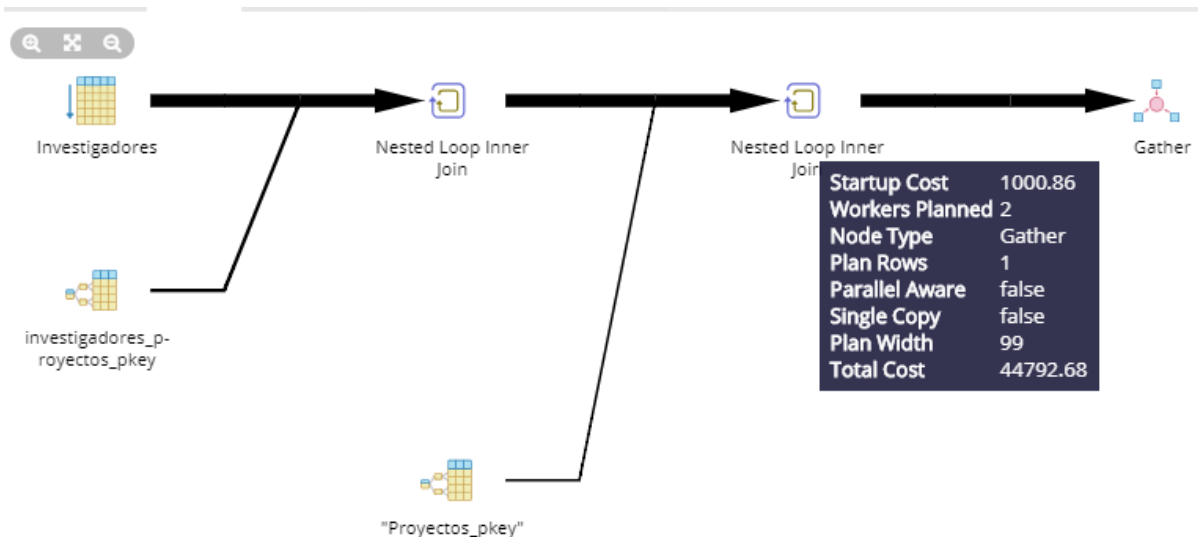 Investigadores
Nested Loop Inner
Join
Nested Loop Inner
Join
Gather
Startup Cost 1000.86
Workers Planned 2
Node Type Gather
Plan Rows 1
Parallel Aware false
Single Copy false
Plan Width 99
Total Cost 44792.68
investigadores_p-
royectos_pkey
"Proyectos_pkey"